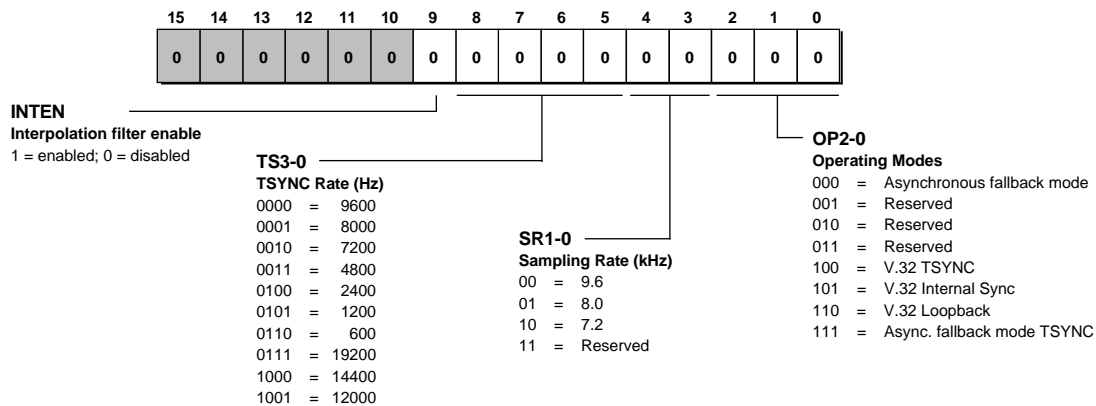 15 14 13 12 11 10 9 8 7 6 5 4 3 2 1 0
0 0 0 0 0 0 0 0 0 0 0 0 0 0 0 0
INTEN
Interpolation filter enable
1 = enabled; 0 = disabled
TS3-0
TSYNC Rate (Hz)
0000 = 9600
0001 = 8000
0010 = 7200
0011 = 4800
0100 = 2400
0101 = 1200
0110 = 600
0111 = 19200
1000 = 14400
1001 = 12000
SR1-0
Sampling Rate (kHz)
00 = 9.6
01 = 8.0
10 = 7.2
11 = Reserved
OP2-0
Operating Modes
000 = Asynchronous fallback mode
001 = Reserved
010 = Reserved
011 = Reserved
100 = V.32 TSYNC
101 = V.32 Internal Sync
110 = V.32 Loopback
111 = Async. fallback mode TSYNC